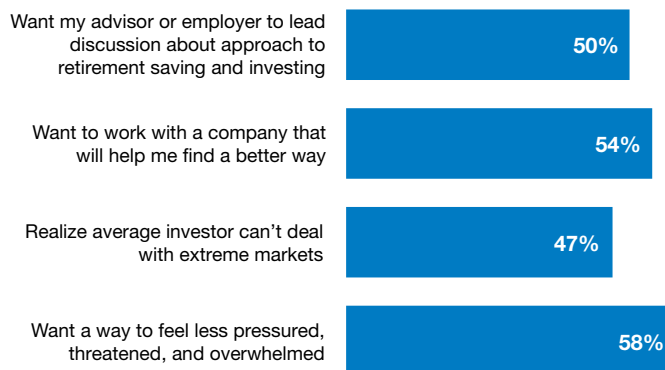 Want my advisor or employer to lead
discussion about approach to
retirement saving and investing
50%
Want to work with a company that
will help me find a better way
54%
Realize average investor can’t deal
with extreme markets
47%
Want a way to feel less pressured,
threatened, and overwhelmed
58%